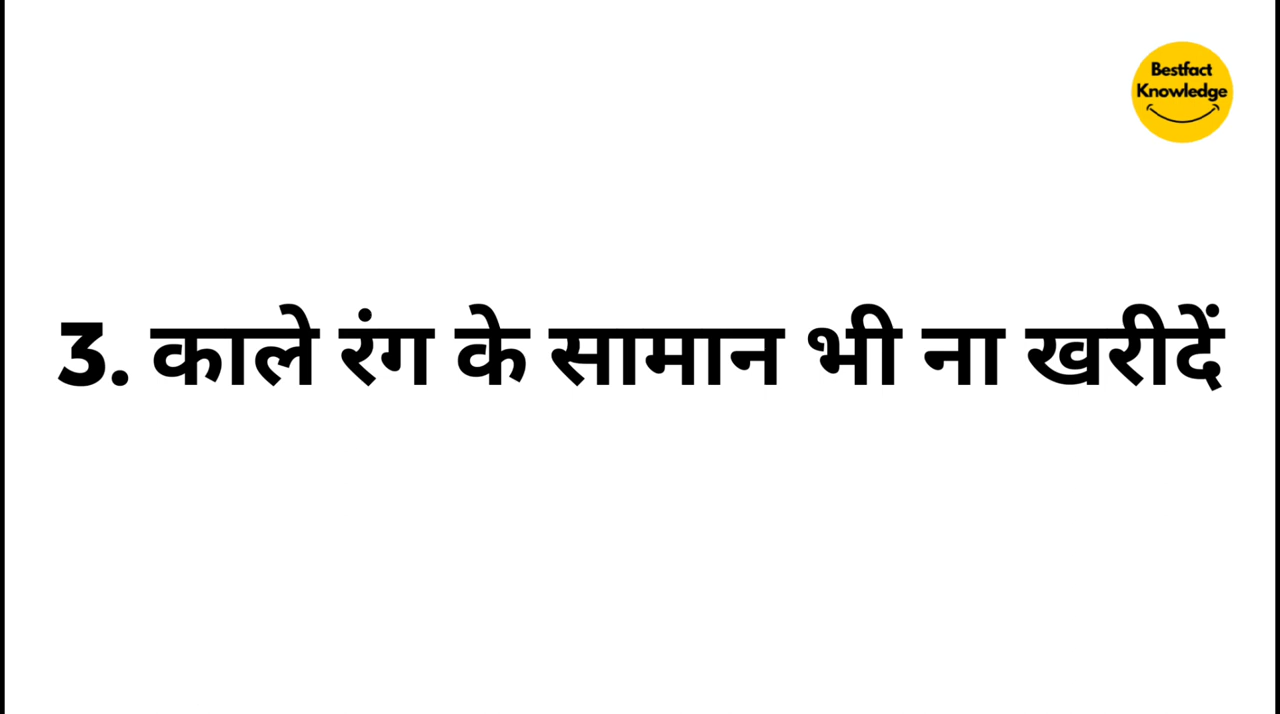 Bestfact
Knowledge
3. काले रंग के सामान भी ना खरीदें